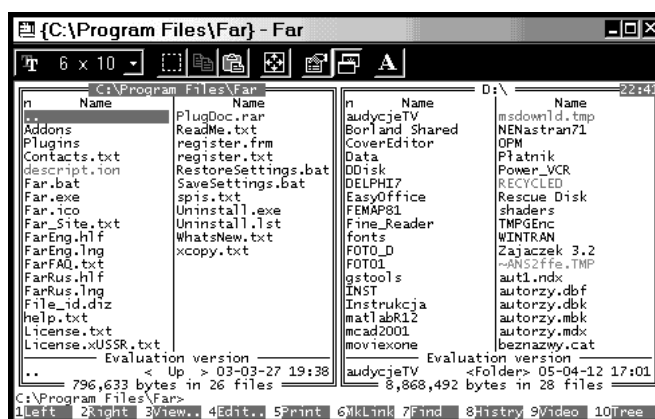 {C:\Program Files\Far} - Far
Tr 6 x 10 A
C:\Program Files\Far
n Name Name
..
Addons
Plugins
Contacts.txt
descript.ion
Far.bat
Far.exe
Far.ico
Far_Site.txt
FarEng.hlf
FarEng.lng
FarFAQ.txt
FarRus.hlf
FarRus.lng
File_id.diz
help.txt
License.txt
License.xUSSR.txt
PlugDoc.rar
ReadMe.txt
register.frm
register.txt
RestoreSettings.bat
SaveSettings.bat
spis.txt
Uninstall.exe
Uninstall.lst
WhatsNew.txt
xcopy.txt
Evaluation version
.. < Up > 03-03-27 19:38
796,633 bytes in 26 files
D:\ 22:41
n Name Name
audycjeTV
Borland Shared
CoverEditor
Data
DDisk
DELPHI7
EasyOffice
FEMAP81
Fine_Reader
fonts
FOTO_D
FOTO1
gstools
INST
Instrukcja
matlabR12
mcad2001
moviexone
msdownld.tmp
NENastran71
OPM
Płatnik
Power_VCR
RECYCLED
Rescue Disk
shaders
TMPGEnc
WINTRAN
Zajaczek 3.2
~ANS2ffe.TMP
aut1.ndx
autorzy.dbf
autorzy.dbk
autorzy.mbk
autorzy.mdx
beznazwy.cat
Evaluation version
audycjeTV <Folder> 05-04-12 17:01
8,868,492 bytes in 28 files
C:\Program Files\Far>
1Left 2Right 3View.. 4Edit.. 5Print 6MkLink 7Find 8Histry 9Video 10Tree